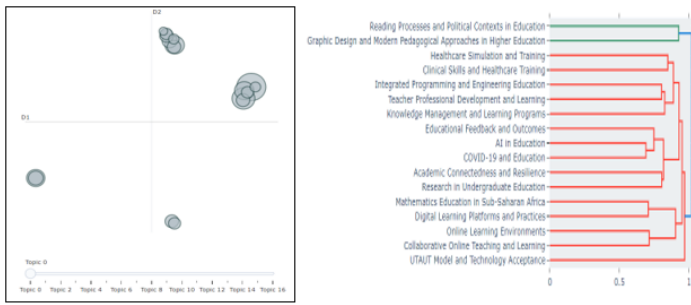 D2
D1
Topic 0
Topic 0 Topic 2 Topic 4 Topic 6 Topic 8 Topic 10 Topic 12 Topic 14 Topic 16
Reading Processes and Political Contexts in Education
Graphic Design and Modern Pedagogical Approaches in Higher Education
Healthcare Simulation and Training
Clinical Skills and Healthcare Training
Integrated Programming and Engineering Education
Teacher Professional Development and Learning
Knowledge Management and Learning Programs
Educational Feedback and Outcomes
AI in Education
COVID-19 and Education
Academic Connectedness and Resilience
Research in Undergraduate Education
Mathematics Education in Sub-Saharan Africa
Digital Learning Platforms and Practices
Online Learning Environments
Collaborative Online Teaching and Learning
UTAUT Model and Technology Acceptance
0 0.5 1